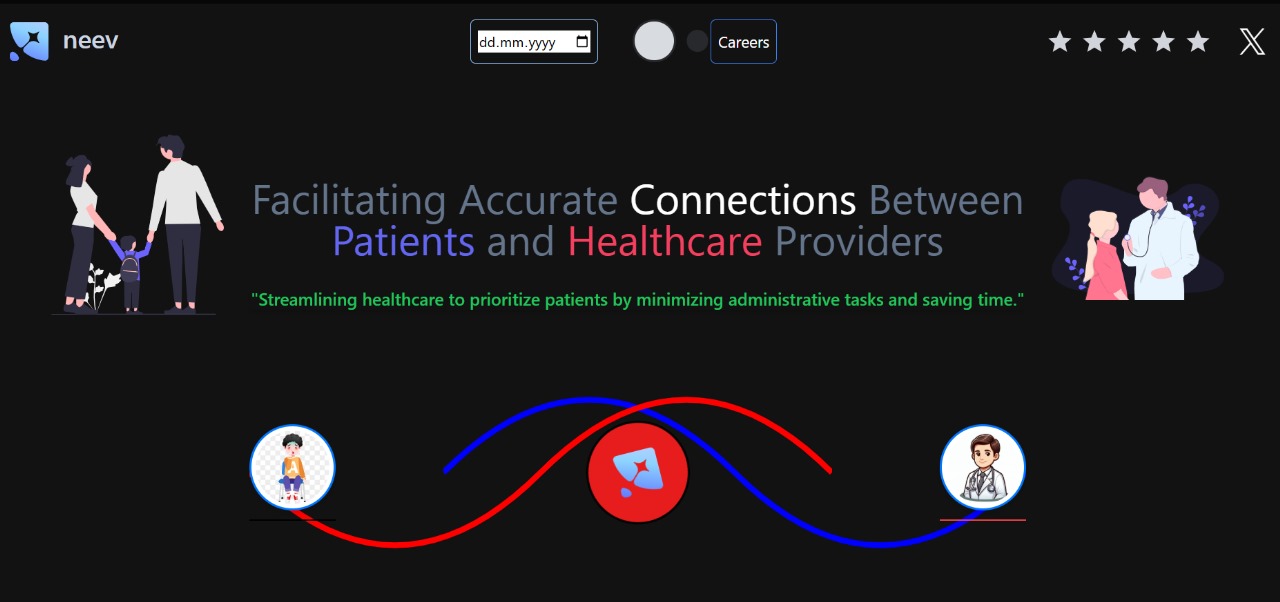 neev
dd.mm.yyyy
Careers
Facilitating Accurate Connections Between
Patients and Healthcare Providers
"Streamlining healthcare to prioritize patients by minimizing administrative tasks and saving time."